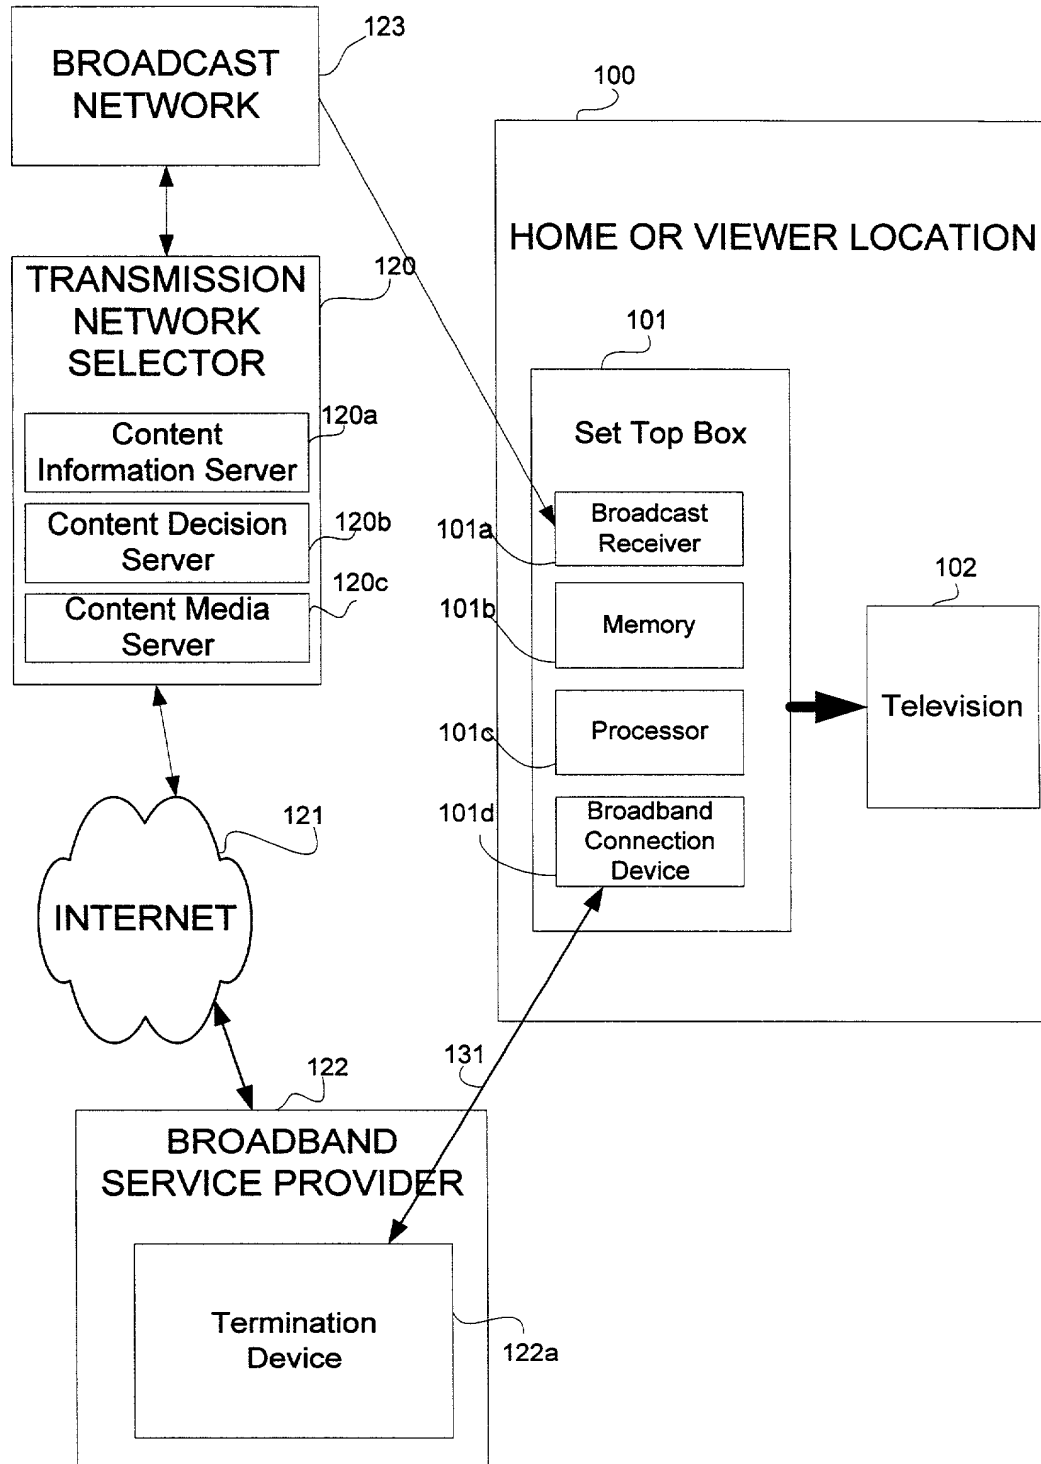 123
BROADCAST
NETWORK
100
HOME OR VIEWER LOCATION
TRANSMISSION
NETWORK
SELECTOR
120
120a
Content
Information Server
Content Decision
Server
120b
Content Media
Server
120c
101
Set Top Box
Broadcast
Receiver
101a
Memory
101b
Processor
101c
Broadband
Connection
Device
101d
102
Television
121
INTERNET
131
122
BROADBAND
SERVICE PROVIDER
Termination
Device
122a